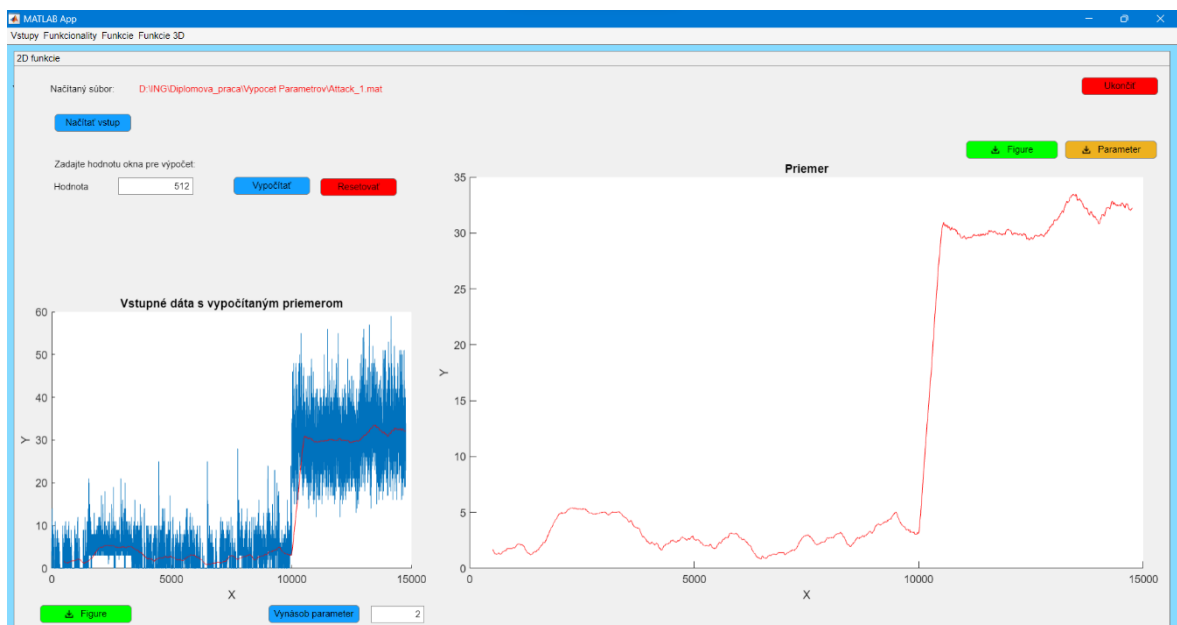 MATLAB App
Vstupy Funkcionality Funkcie Funkcie 3D
2D funkcie
Načítaný súbor: D:\ING\Diplomova_praca\Vypocet Parametrov\Attack_1.mat
Ukončiť
Načítať vstup
Figure Parameter
Zadajte hodnotu okna pre výpočet:
Hodnota 512 Vypočítať Resetovať
Priemer
35
30
25
20
15
10
5
0
Y
0 5000 10000 15000
X
Vstupné dáta s vypočítaným priemerom
60
50
40
30
20
10
0
Y
0 5000 10000 15000
X
Figure Vynásob parameter 2